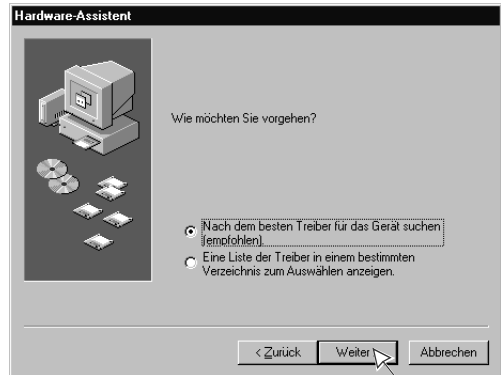 Hardware-Assistent
Wie möchten Sie vorgehen?
Nach dem besten Treiber für das Gerät suchen
(empfohlen).
Eine Liste der Treiber in einem bestimmten
Verzeichnis zum Auswählen anzeigen.
< Zurück
Weiter
Abbrechen